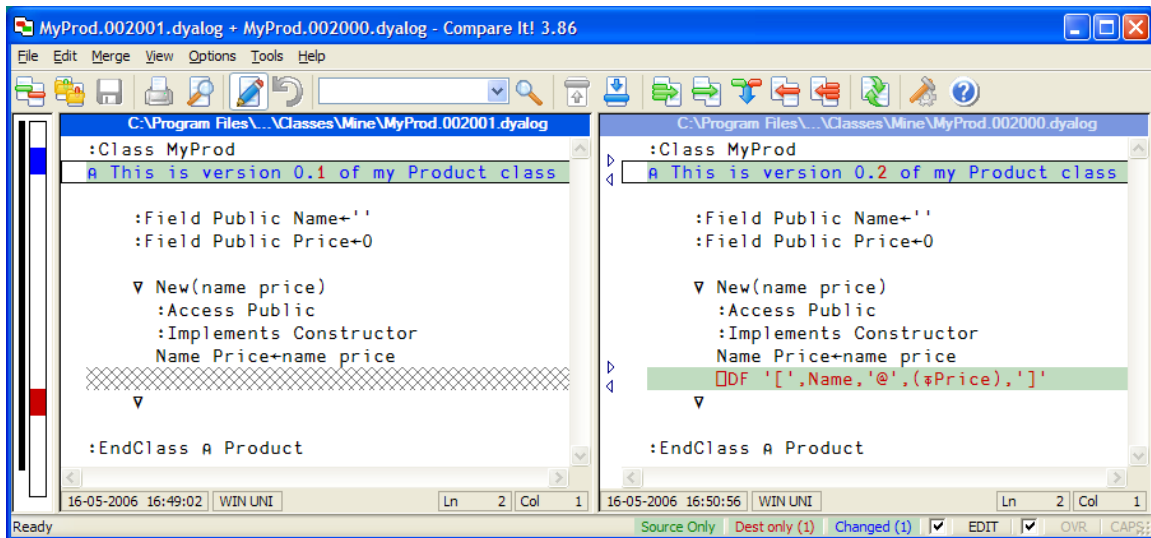 MyProd.002001.dyalog + MyProd.002000.dyalog - Compare It! 3.86
File Edit Merge View Options Tools Help
C:\Program Files\...\Classes\Mine\MyProd.002001.dyalog
:Class MyProd
⍝ This is version 0.1 of my Product class
:Field Public Name←''
:Field Public Price←0
∇ New(name price)
:Access Public
:Implements Constructor
Name Price←name price
∇
:EndClass ⍝ Product
16-05-2006 16:49:02 WIN UNI Ln 2 Col 1
C:\Program Files\...\Classes\Mine\MyProd.002000.dyalog
:Class MyProd
⍝ This is version 0.2 of my Product class
:Field Public Name←''
:Field Public Price←0
∇ New(name price)
:Access Public
:Implements Constructor
Name Price←name price
⎕DF '[',Name,'@',(⍕Price),']'
∇
:EndClass ⍝ Product
16-05-2006 16:50:56 WIN UNI Ln 2 Col 1
Ready Source Only Dest only (1) Changed (1) EDIT OVR CAPS